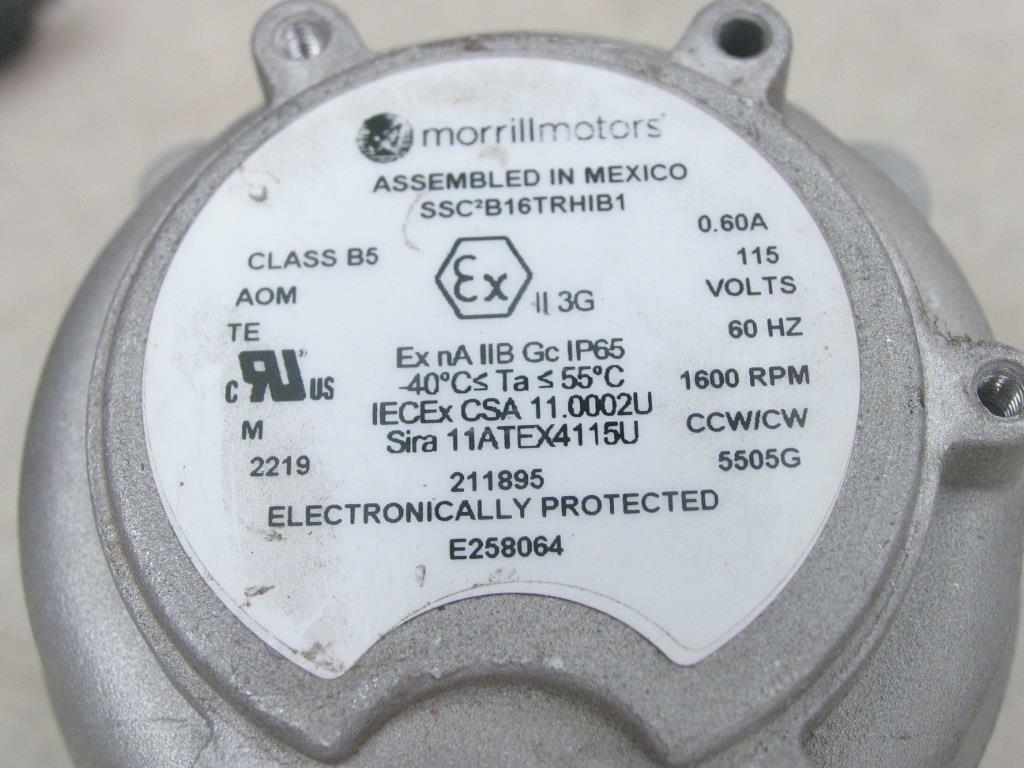 morrillmotors
ASSEMBLED IN MEXICO
SSC²B16TRHIB1
0.60A
CLASS B5
115
AOM
Ex
II 3G
VOLTS
TE
60 HZ
Ex nA IIB Gc IP65
C RU US
-40°C≤ Ta ≤ 55°C
1600 RPM
IECEx CSA 11.0002U
M
Sira 11ATEX4115U
CCW/CW
2219
5505G
211895
ELECTRONICALLY PROTECTED
E258064